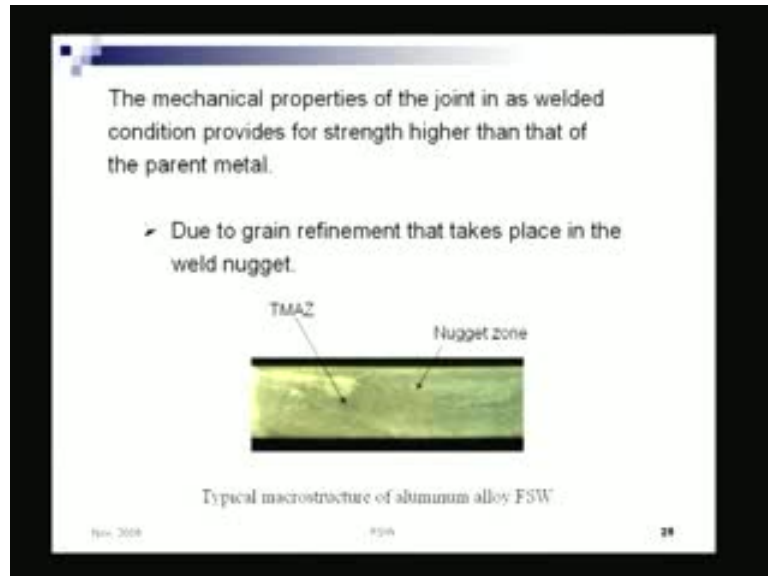 The mechanical properties of the joint in as welded
condition provides for strength higher than that of
the parent metal.
➢ Due to grain refinement that takes place in the
weld nugget.
TMAZ
Nugget zone
Typical macrostructure of aluminum alloy FSW
Nov, 2008 FSW 28